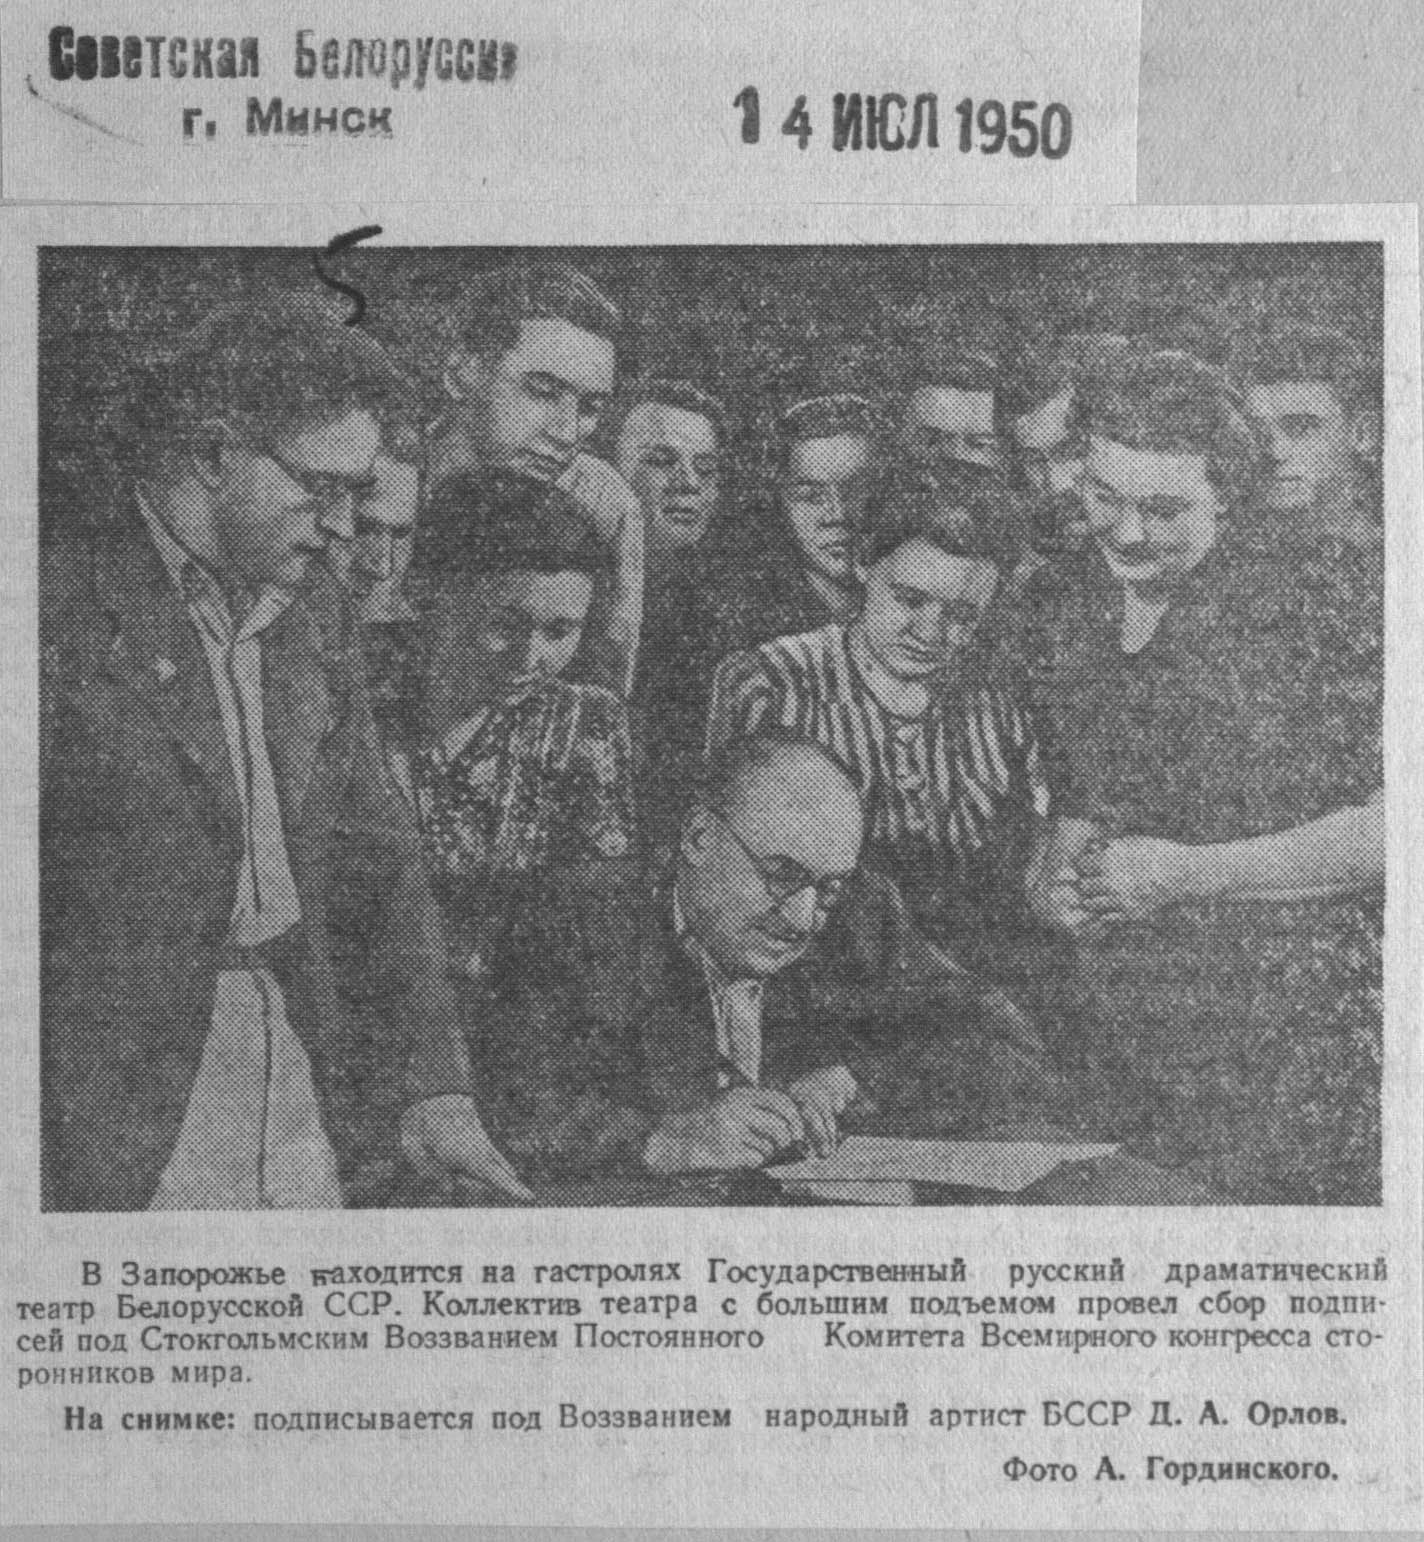 Советская Белоруссия
г. Минск
14 ИЮЛ 1950
5
В Запорожье находится на гастролях Государственный русский драматический
театр Белорусской ССР. Коллектив театра с большим подъемом провел сбор подпи-
сей под Стокгольмским Воззванием Постоянного Комитета Всемирного конгресса сто-
ронников мира.
На снимке: подписывается под Воззванием народный артист БССР Д. А. Орлов.
Фото А. Гординского.